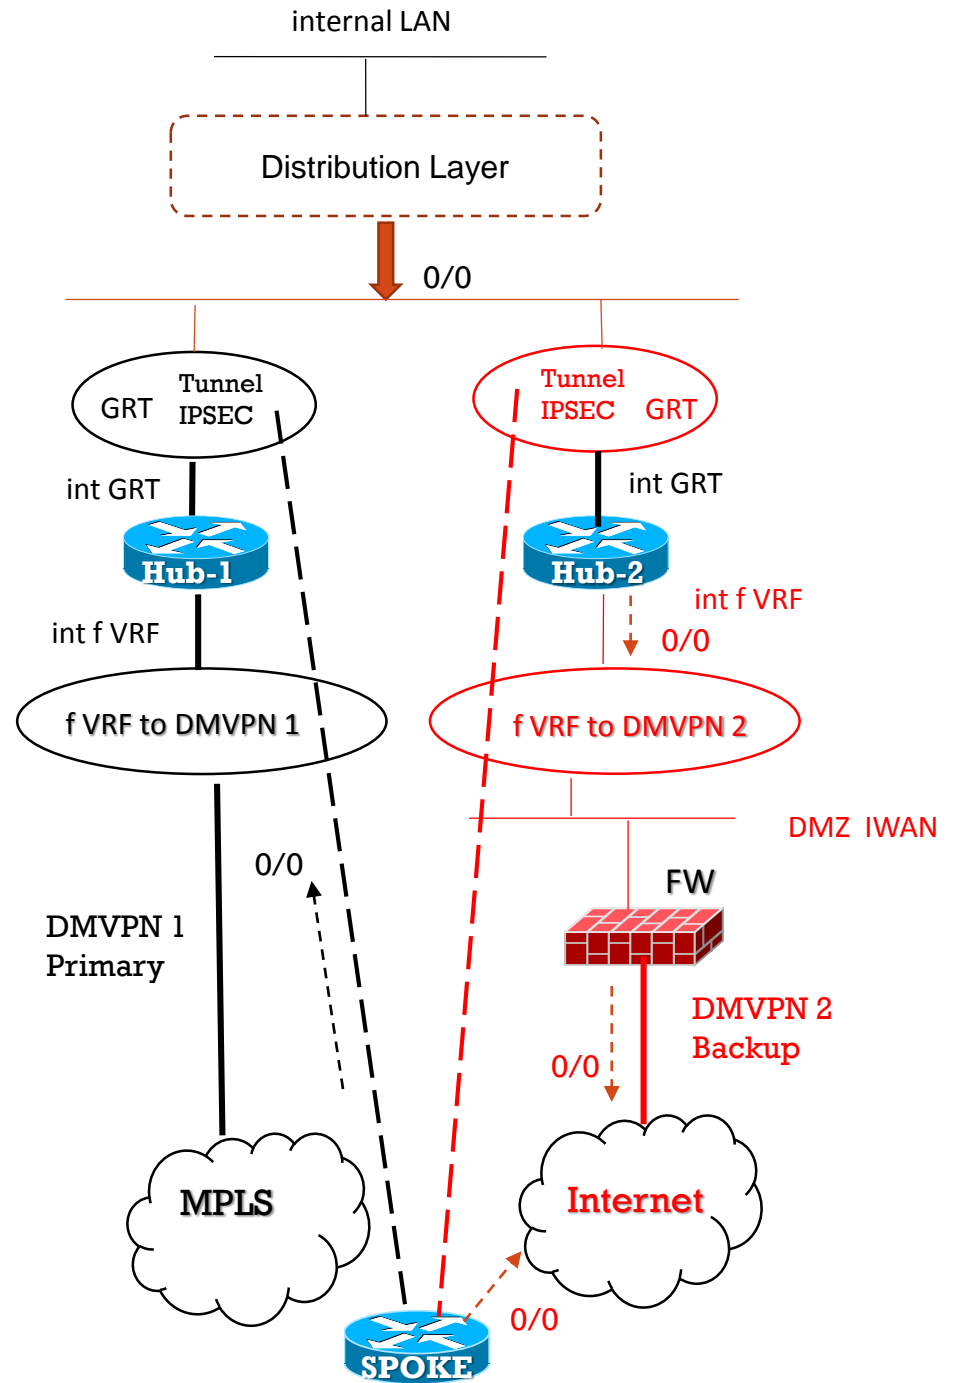 internal LAN
Distribution Layer
0/0
Tunnel
IPSEC
GRT
Tunnel
IPSEC
GRT
int GRT
int GRT
Hub-1
Hub-2
int f VRF
int f VRF
0/0
f VRF to DMVPN 1
f VRF to DMVPN 2
DMZ IWAN
0/0
FW
DMVPN 1
Primary
DMVPN 2
Backup
0/0
MPLS
Internet
0/0
SPOKE